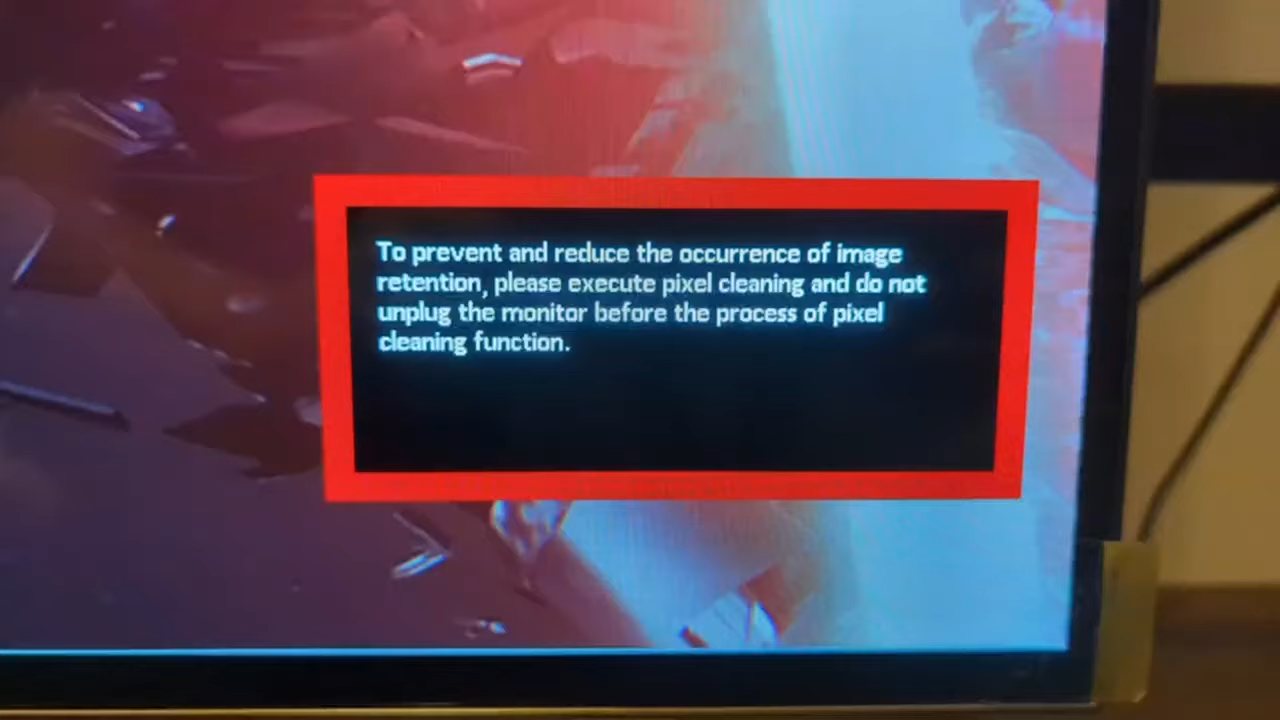 To prevent and reduce the occurrence of image
retention, please execute pixel cleaning and do not
unplug the monitor before the process of pixel
cleaning function.